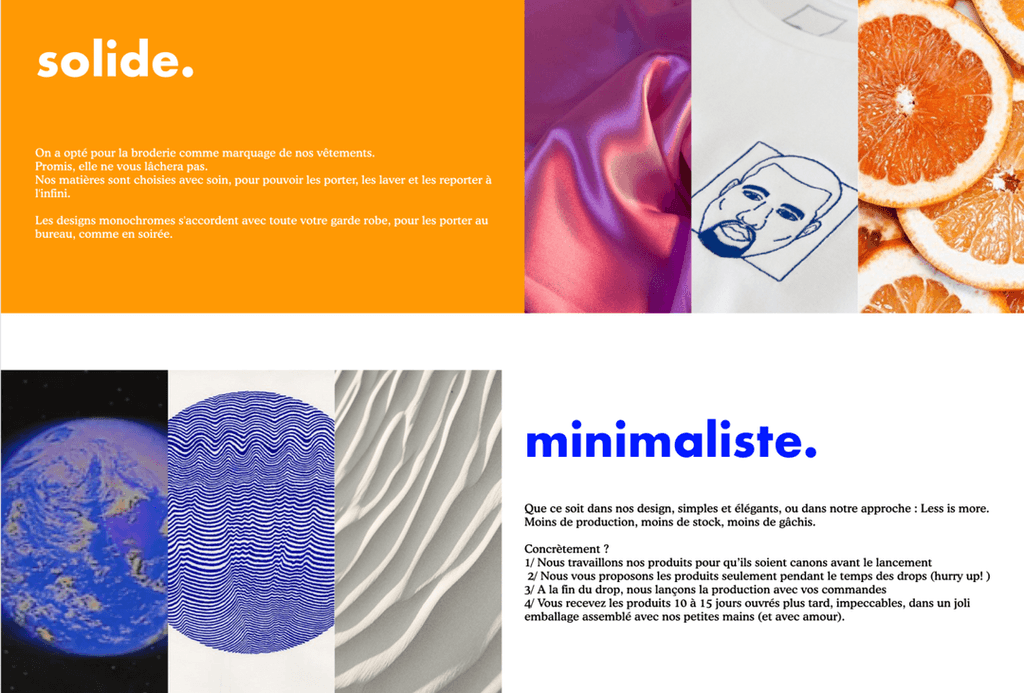 solide.
On a opté pour la broderie comme marquage de nos vêtements.
Promis, elle ne vous lâchera pas.
Nos matières sont choisies avec soin, pour pouvoir les porter, les laver et les reporter à
l'infini.
Les designs monochromes s'accordent avec toute votre garde robe, pour les porter au
bureau, comme en soirée.
minimaliste.
Que ce soit dans nos design, simples et élégants, ou dans notre approche : Less is more.
Moins de production, moins de stock, moins de gâchis.
Concrètement ?
1/ Nous travaillons nos produits pour qu'ils soient canons avant le lancement
2/ Nous vous proposons les produits seulement pendant le temps des drops (hurry up! )
3/ A la fin du drop, nous lançons la production avec vos commandes
4/ Vous recevez les produits 10 à 15 jours ouvrés plus tard, impeccables, dans un joli
emballage assemblé avec nos petites mains (et avec amour).